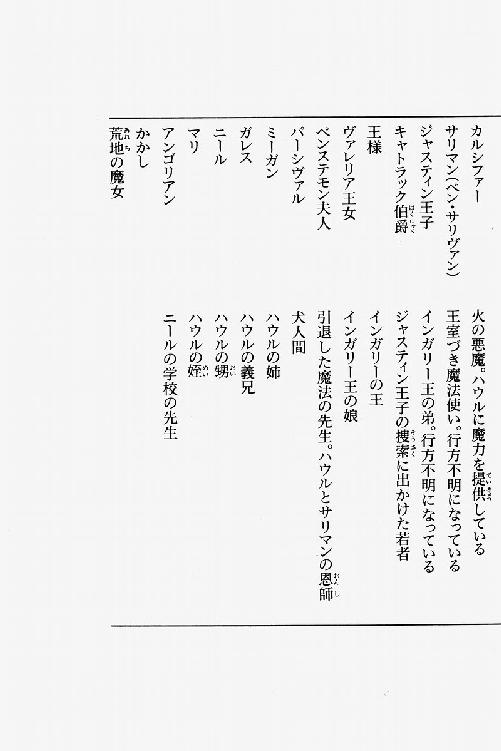 カルシファー　火の悪魔。ハウルに魔力を提供している
サリマン（ベン・サリヴァン）　王室づき魔法使い。行方不明になっている
ジャスティン王子　インガリー王の弟。行方不明になっている
キャトラック伯爵　ジャスティン王子の捜索に出かけた若者
王様　インガリーの王
ヴァレリア王女　インガリー王の娘
ペンステモン夫人　引退した魔法の先生。ハウルとサリマンの恩師
パーシヴァル　犬人間
ミーガン　ハウルの姉
ガレス　ハウルの義兄
ニール　ハウルの甥
マリ　ハウルの姪
アンゴリアン　ニールの学校の先生
かかし
荒地の魔女